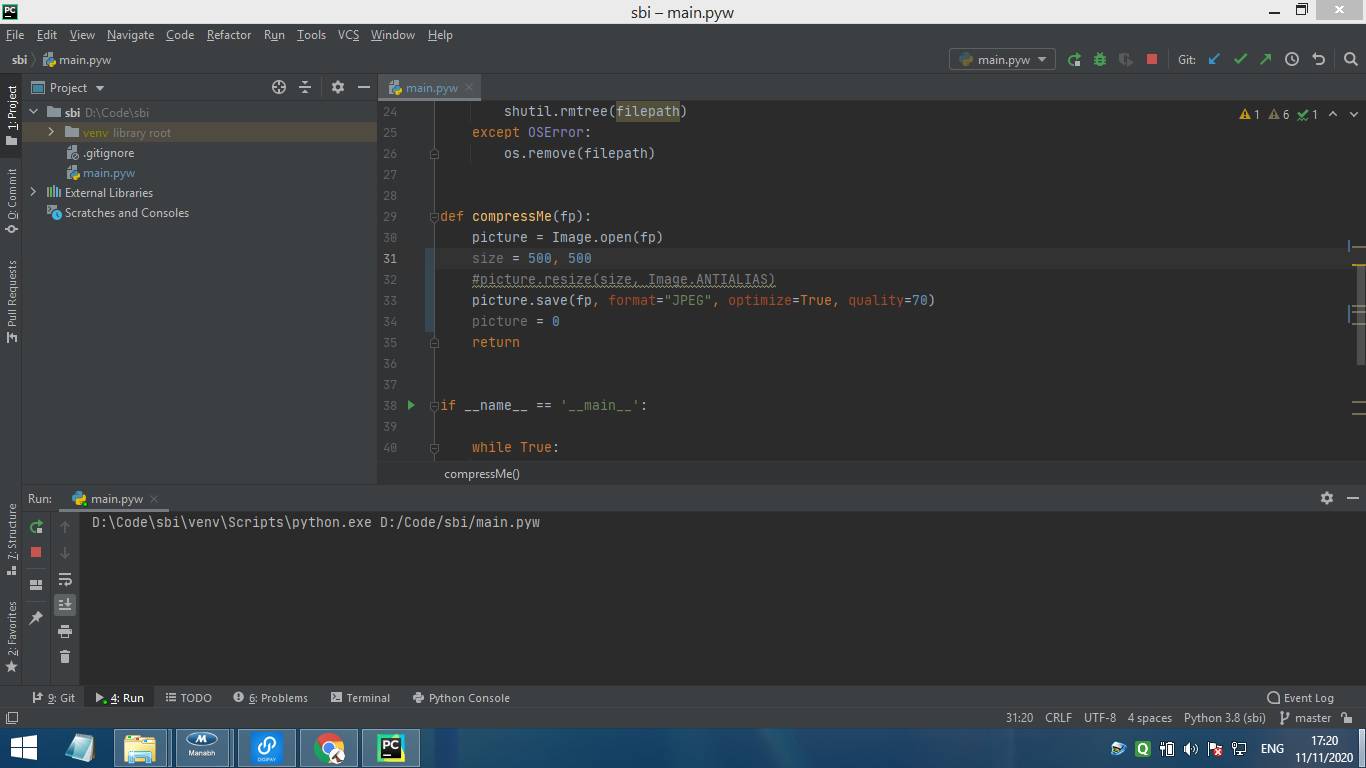 PC
sbi – main.pyw
File Edit View Navigate Code Refactor Run Tools VCS Window Help
sbi main.pyw
main.pyw
Git:
1: Project
0: Commit
Pull Requests
7: Structure
2: Favorites
Project
sbi D:\Code\sbi
venv library root
.gitignore
main.pyw
External Libraries
Scratches and Consoles
main.pyw
1 6 1
24 shutil.rmtree(filepath)
25 except OSError:
26 os.remove(filepath)
27
28
29 def compressMe(fp):
30 picture = Image.open(fp)
31 size = 500, 500
32 #picture.resize(size, Image.ANTIALIAS)
33 picture.save(fp, format="JPEG", optimize=True, quality=70)
34 picture = 0
35 return
36
37
38 if __name__ == '__main__':
39
40 while True:
compressMe()
Run: main.pyw
D:\Code\sbi\venv\Scripts\python.exe D:/Code/sbi/main.pyw
9: Git 4: Run TODO 6: Problems Terminal Python Console Event Log
31:20 CRLF UTF-8 4 spaces Python 3.8 (sbi) master
M Manabh DIGIPAY PC Q ENG
17:20
11/11/2020